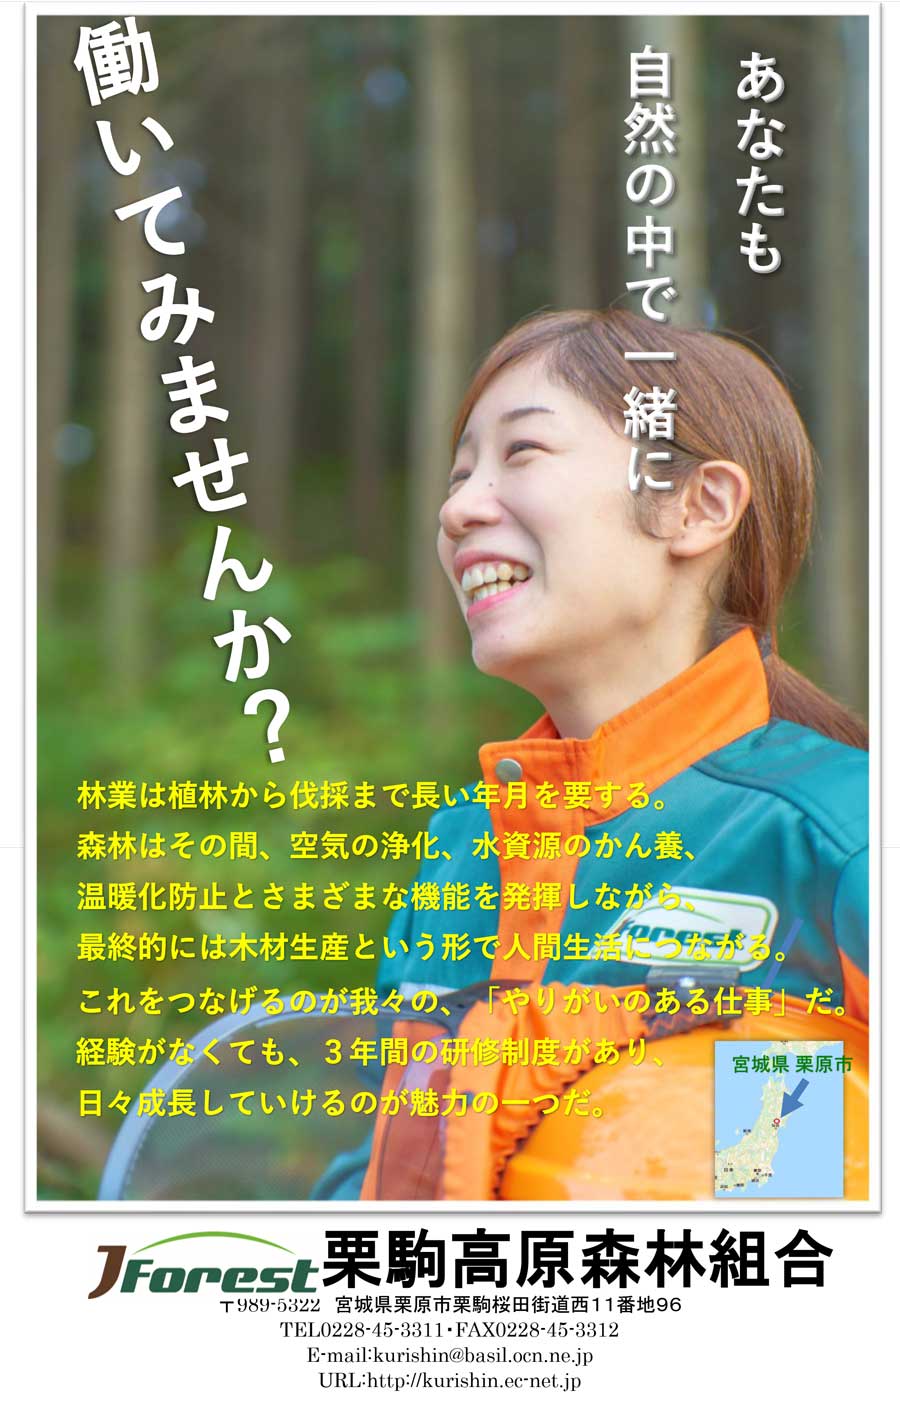 あなたも
自然の中で一緒に
働いてみませんか？
林業は植林から伐採まで長い年月を要する。
森林はその間、空気の浄化、水資源のかん養、
温暖化防止とさまざまな機能を発揮しながら、
最終的には木材生産という形で人間生活につながる。
これをつなげるのが我々の、「やりがいのある仕事」だ。
経験がなくても、３年間の研修制度があり、
日々成長していけるのが魅力の一つだ。
Forest
宮城県 栗原市
JForest 栗駒高原森林組合
〒989-5322 宮城県栗原市栗駒桜田街道西11番地96
TEL0228-45-3311・FAX0228-45-3312
E-mail:kurishin@basil.ocn.ne.jp
URL:http://kurishin.ec-net.jp